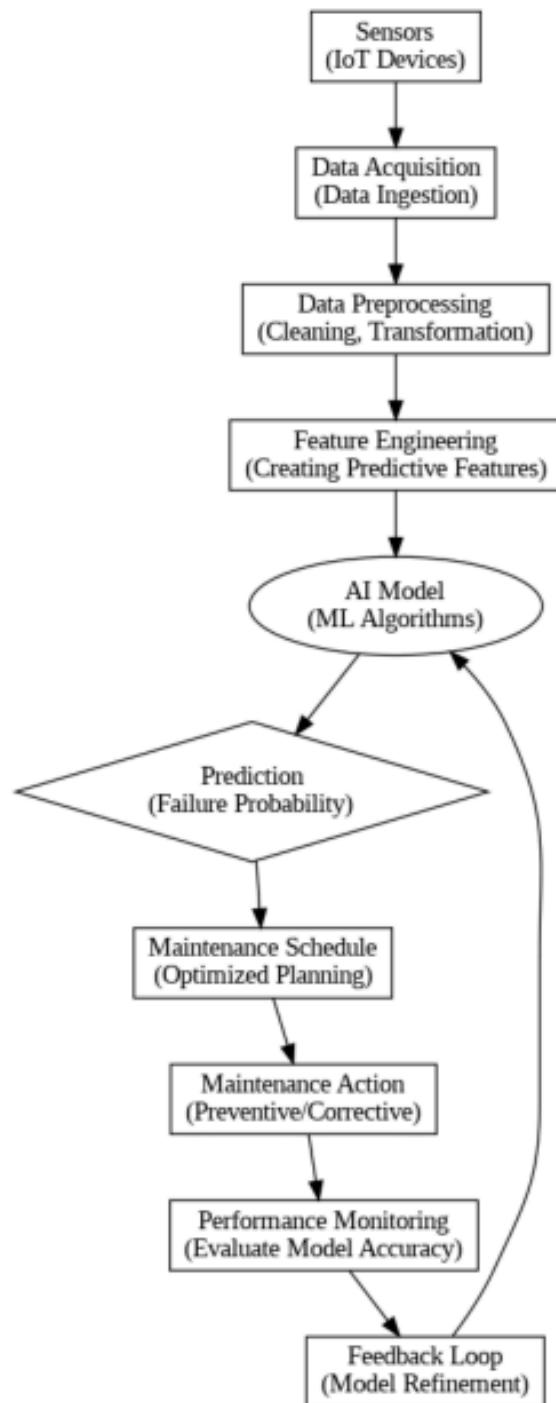 Sensors
(IoT Devices)
Data Acquisition
(Data Ingestion)
Data Preprocessing
(Cleaning, Transformation)
Feature Engineering
(Creating Predictive Features)
AI Model
(ML Algorithms)
Prediction
(Failure Probability)
Maintenance Schedule
(Optimized Planning)
Maintenance Action
(Preventive/Corrective)
Performance Monitoring
(Evaluate Model Accuracy)
Feedback Loop
(Model Refinement)